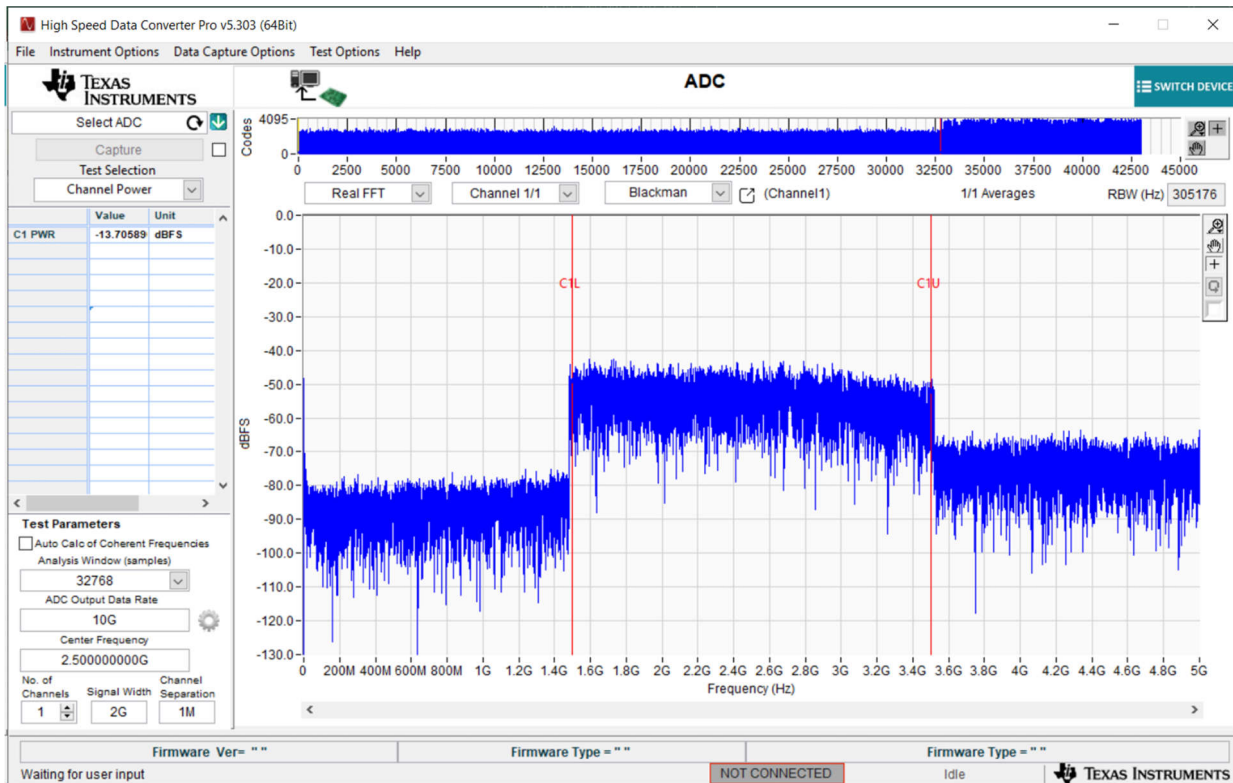 High Speed Data Converter Pro v5.303 (64Bit)
File Instrument Options Data Capture Options Test Options Help
TEXAS INSTRUMENTS
ADC
SWITCH DEVICE
Select ADC
Capture
Test Selection
Channel Power
Value Unit
C1 PWR -13.70589 dBFS
Codes
4095
0
0 2500 5000 7500 10000 12500 15000 17500 20000 22500 25000 27500 30000 32500 35000 37500 40000 42500 45000
Real FFT Channel 1/1 Blackman (Channel1) 1/1 Averages RBW (Hz) 305176
dBFS
0.0
-10.0
-20.0
-30.0
-40.0
-50.0
-60.0
-70.0
-80.0
-90.0
-100.0
-110.0
-120.0
-130.0
C1L C1U
0 200M 400M 600M 800M 1G 1.2G 1.4G 1.6G 1.8G 2G 2.2G 2.4G 2.6G 2.8G 3G 3.2G 3.4G 3.6G 3.8G 4G 4.2G 4.4G 4.6G 4.8G 5G
Frequency (Hz)
Test Parameters
Auto Calc of Coherent Frequencies
Analysis Window (samples)
32768
ADC Output Data Rate
10G
Center Frequency
2.500000000G
No. of Channels Signal Width Channel Separation
1 2G 1M
Firmware Ver= " " Firmware Type = " " Firmware Type = " "
Waiting for user input NOT CONNECTED Idle TEXAS INSTRUMENTS